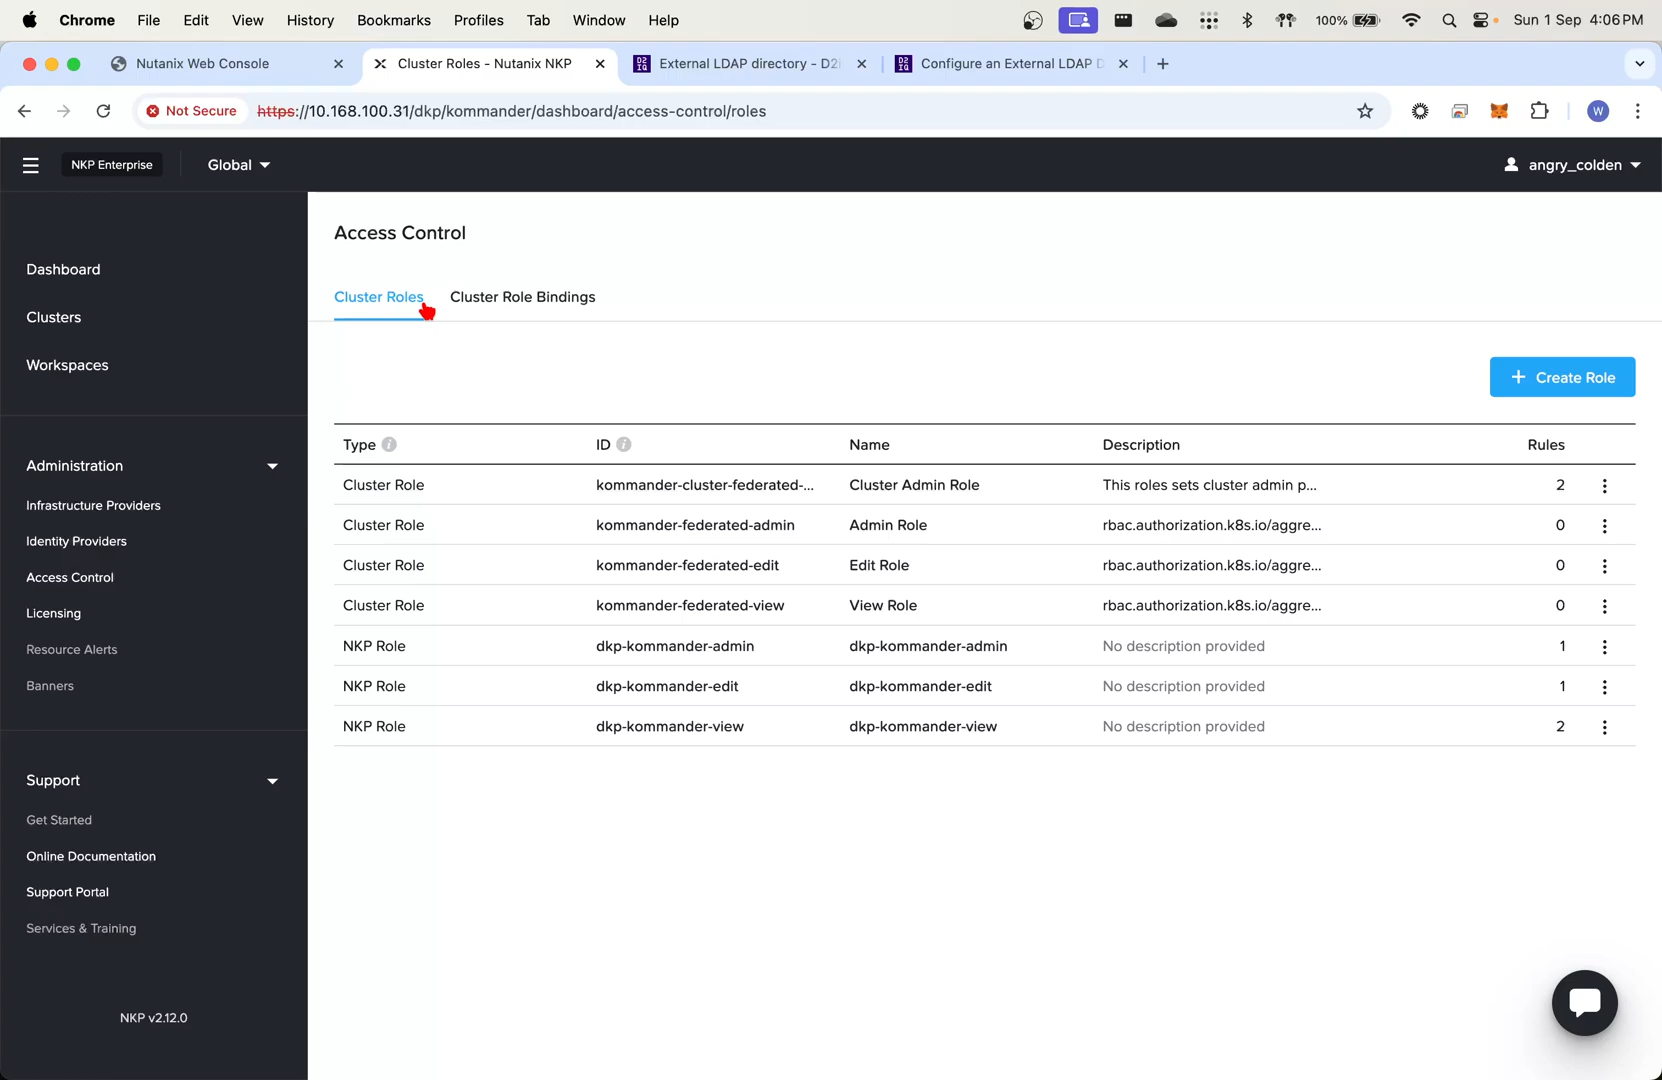 Chrome File Edit View History Bookmarks Profiles Tab Window Help 100% Sun 1 Sep 4:06PM
Nutanix Web Console Cluster Roles - Nutanix NKP External LDAP directory - D2i Configure an External LDAP D
Not Secure https://10.168.100.31/dkp/kommander/dashboard/access-control/roles W
NKP Enterprise Global angry_colden
Dashboard
Clusters
Workspaces
Administration
Infrastructure Providers
Identity Providers
Access Control
Licensing
Resource Alerts
Banners
Support
Get Started
Online Documentation
Support Portal
Services & Training
NKP v2.12.0
Access Control
Cluster Roles Cluster Role Bindings
+ Create Role
Type ID Name Description Rules
Cluster Role kommander-cluster-federated-... Cluster Admin Role This roles sets cluster admin p... 2
Cluster Role kommander-federated-admin Admin Role rbac.authorization.k8s.io/aggre... 0
Cluster Role kommander-federated-edit Edit Role rbac.authorization.k8s.io/aggre... 0
Cluster Role kommander-federated-view View Role rbac.authorization.k8s.io/aggre... 0
NKP Role dkp-kommander-admin dkp-kommander-admin No description provided 1
NKP Role dkp-kommander-edit dkp-kommander-edit No description provided 1
NKP Role dkp-kommander-view dkp-kommander-view No description provided 2